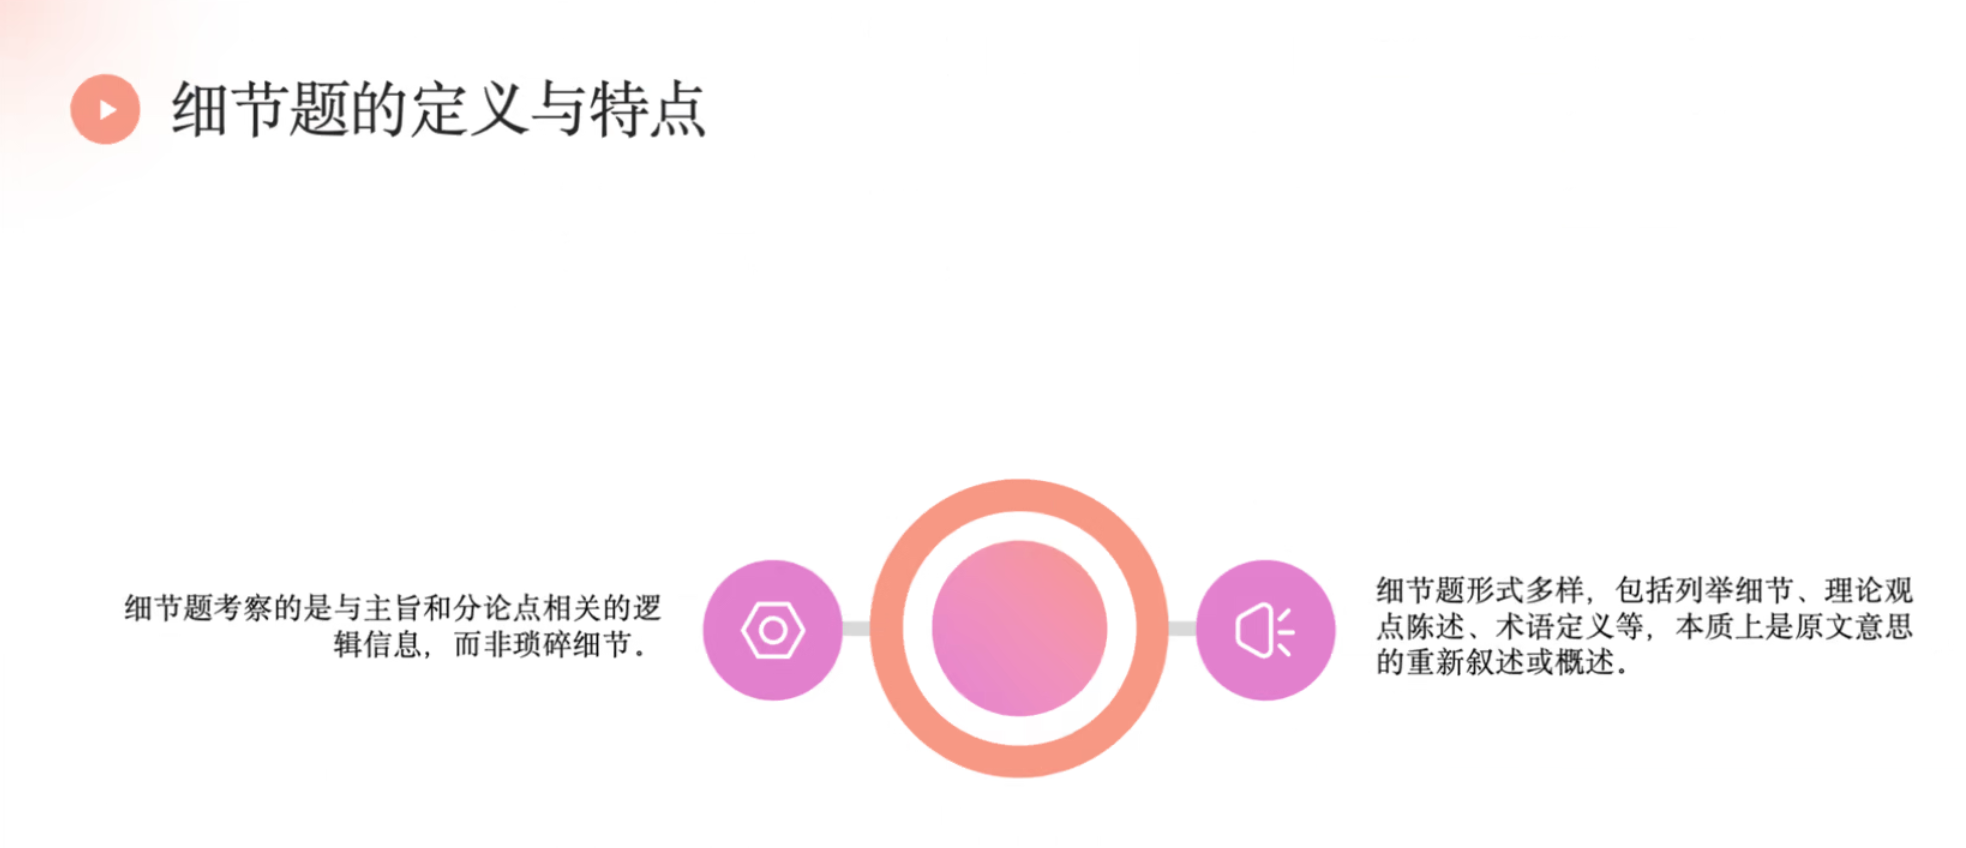 细节题的定义与特点
细节题考察的是与主旨和分论点相关的逻
辑信息，而非琐碎细节。
细节题形式多样，包括列举细节、理论观
点陈述、术语定义等，本质上是原文意思
的重新叙述或概述。